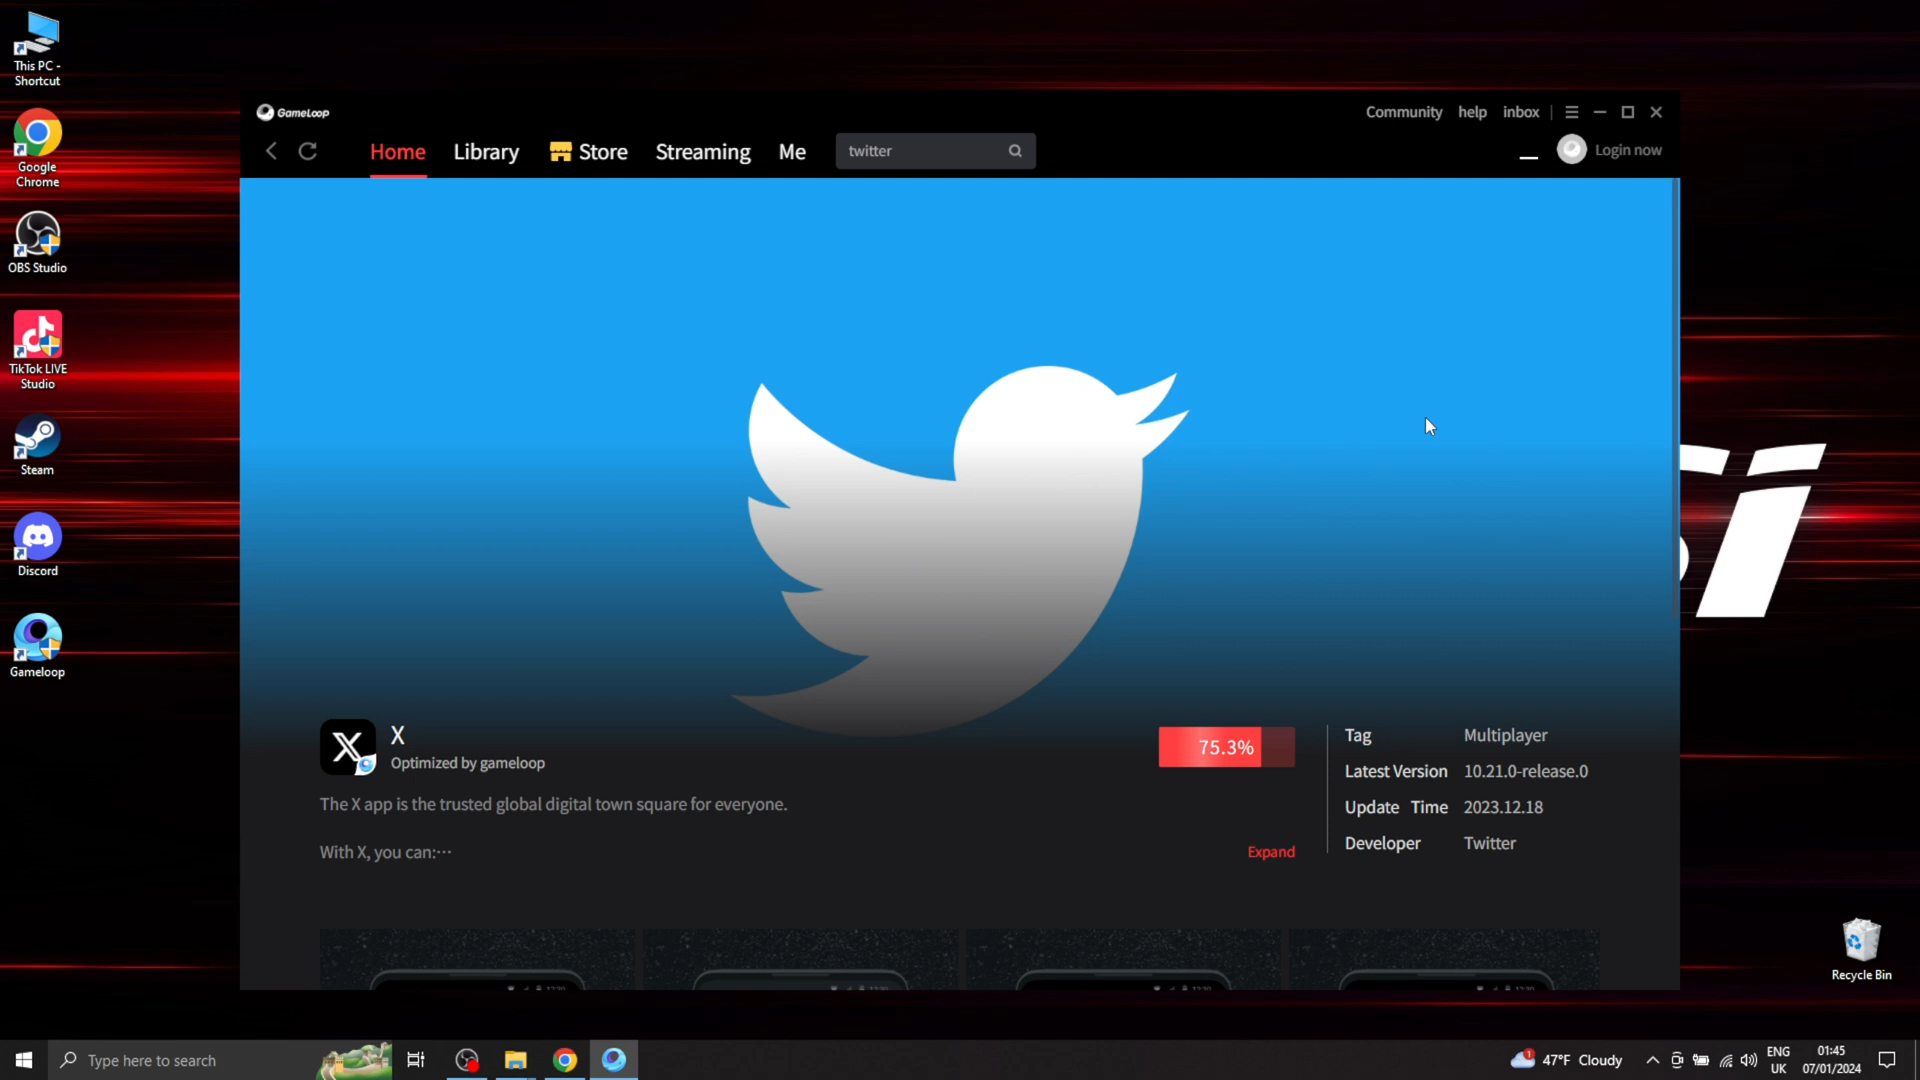 This PC -
Shortcut
Google
Chrome
OBS Studio
TikTok LIVE
Studio
Steam
Discord
Gameloop
GameLoop
Community help inbox
Home Library Store Streaming Me twitter
Login now
X
Optimized by gameloop
The X app is the trusted global digital town square for everyone.
With X, you can:···
75.3%
Expand
Tag Multiplayer
Latest Version 10.21.0-release.0
Update Time 2023.12.18
Developer Twitter
Recycle Bin
Type here to search
1
47°F Cloudy
ENG
UK
01:45
07/01/2024